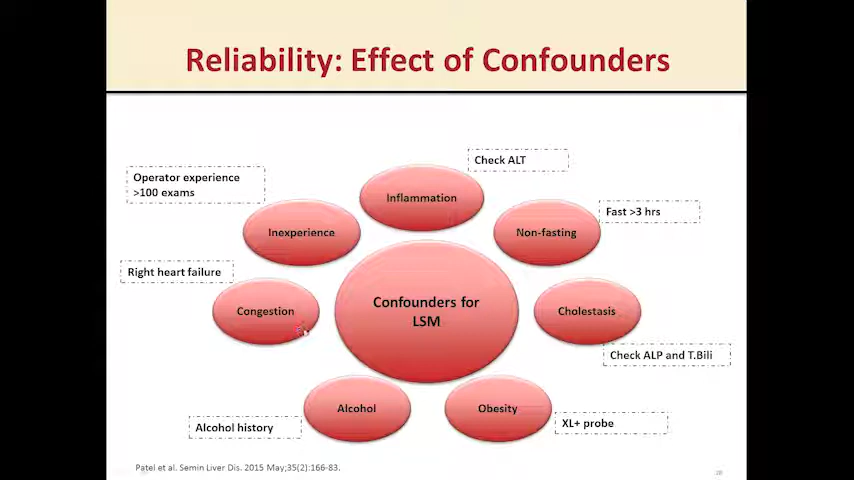 Reliability: Effect of Confounders
Check ALT
Operator experience
>100 exams
Inflammation
Fast >3 hrs
Inexperience
Non-fasting
Right heart failure
Congestion
Confounders for
LSM
Cholestasis
Check ALP and T.Bili
Alcohol
Obesity
Alcohol history
XL+ probe
Patel et al. Semin Liver Dis. 2015 May;35(2):166-83.